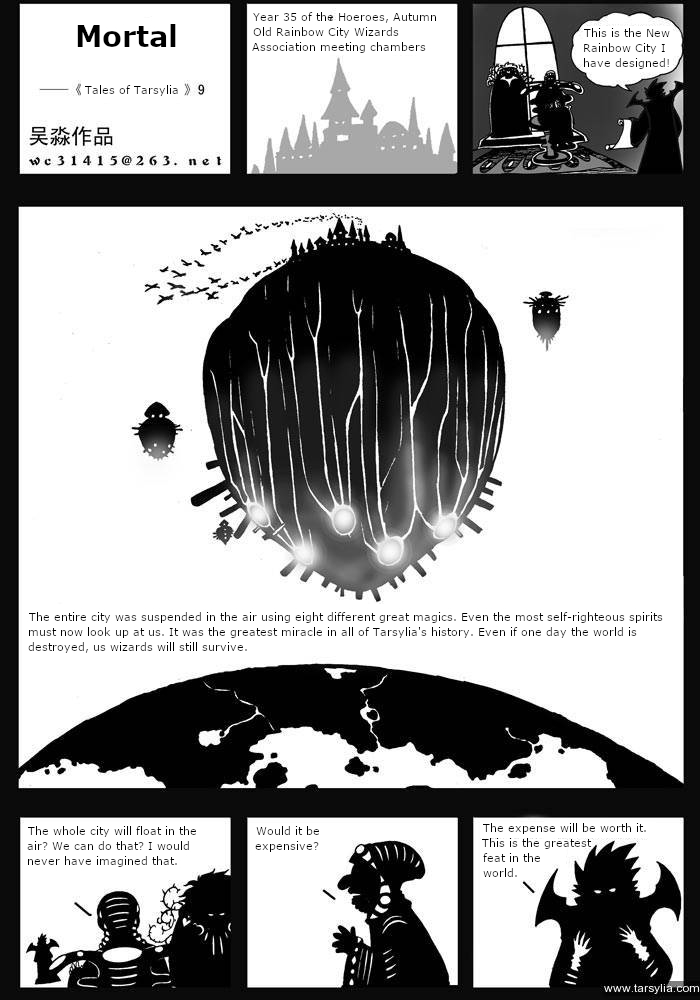 Mortal
——《 Tales of Tarsylia 》9
吴淼作品
wc31415@263.net
Year 35 of the Hoeroes, Autumn
Old Rainbow City Wizards
Association meeting chambers
This is the New
Rainbow City I
have designed!
The entire city was suspended in the air using eight different great magics. Even the most self-righteous spirits
must now look up at us. It was the greatest miracle in all of Tarsylia's history. Even if one day the world is
destroyed, us wizards will still survive.
The whole city will float in the
air? We can do that? I would
never have imagined that.
Would it be
expensive?
The expense will be worth it.
This is the greatest
feat in the
world.
www.tarsylia.com